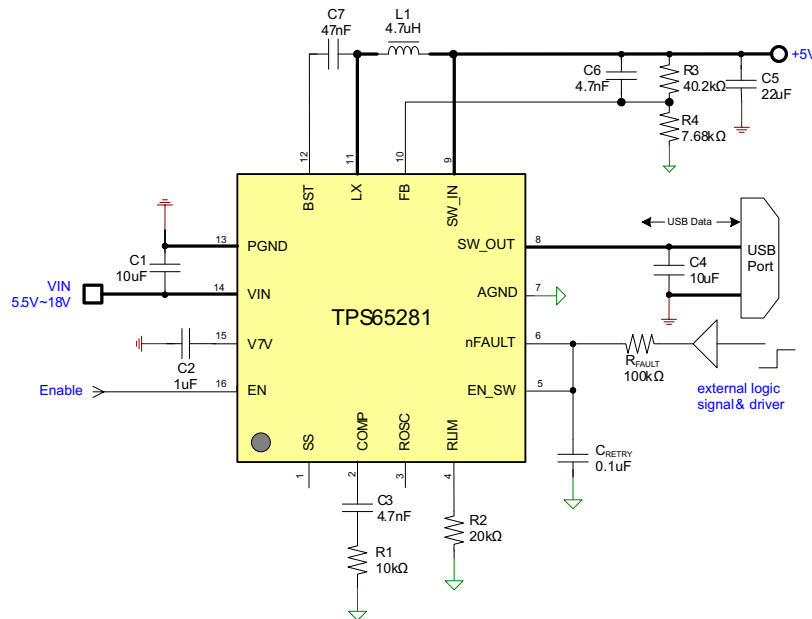 C7
47nF
L1
4.7uH
+5V
C6
4.7nF
R3
40.2kΩ
C5
22uF
R4
7.68kΩ
12
11
10
9
BST
LX
FB
SW_IN
USB Data
PGND
13
SW_OUT
8
USB
Port
C1
10uF
C4
10uF
VIN
5.5V~18V
14
VIN
AGND
7
TPS65281
15
V7V
nFAULT
6
C2
1uF
RFAULT
100kΩ
Enable
16
EN
EN_SW
5
external logic
signal & driver
SS
COMP
ROSC
RLIM
CRETRY
0.1uF
1
2
3
4
C3
4.7nF
R2
20kΩ
R1
10kΩ